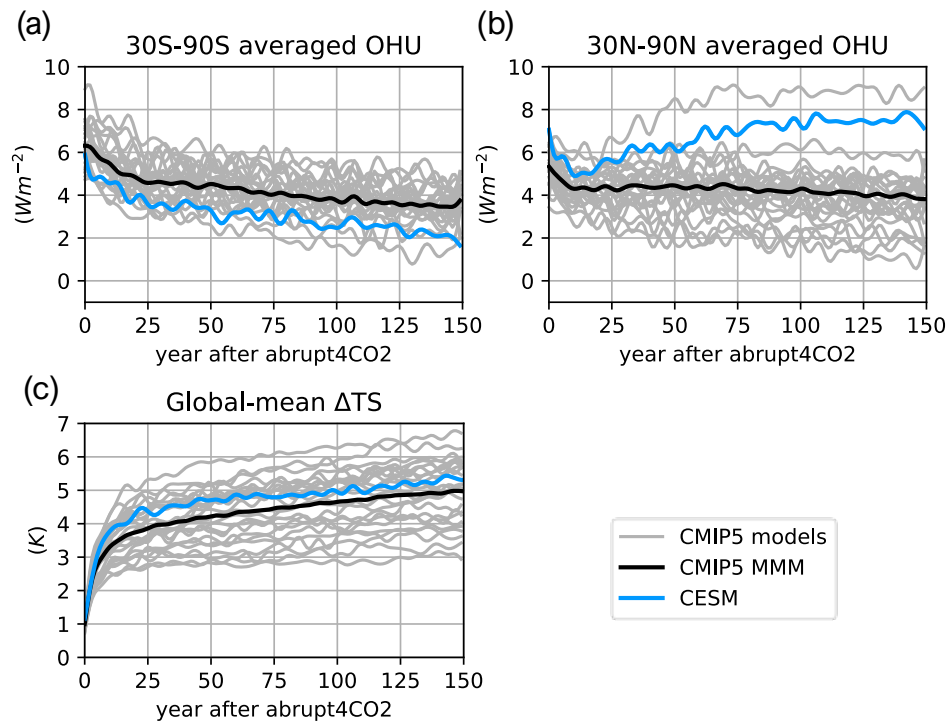 (a)
30S-90S averaged OHU
10
8
6
4
2
0
(Wm⁻²)
0 25 50 75 100 125 150
year after abrupt4CO2
(b)
30N-90N averaged OHU
10
8
6
4
2
0
(Wm⁻²)
0 25 50 75 100 125 150
year after abrupt4CO2
(c)
Global-mean ΔTS
7
6
5
4
3
2
1
0
(K)
0 25 50 75 100 125 150
year after abrupt4CO2
CMIP5 models
CMIP5 MMM
CESM